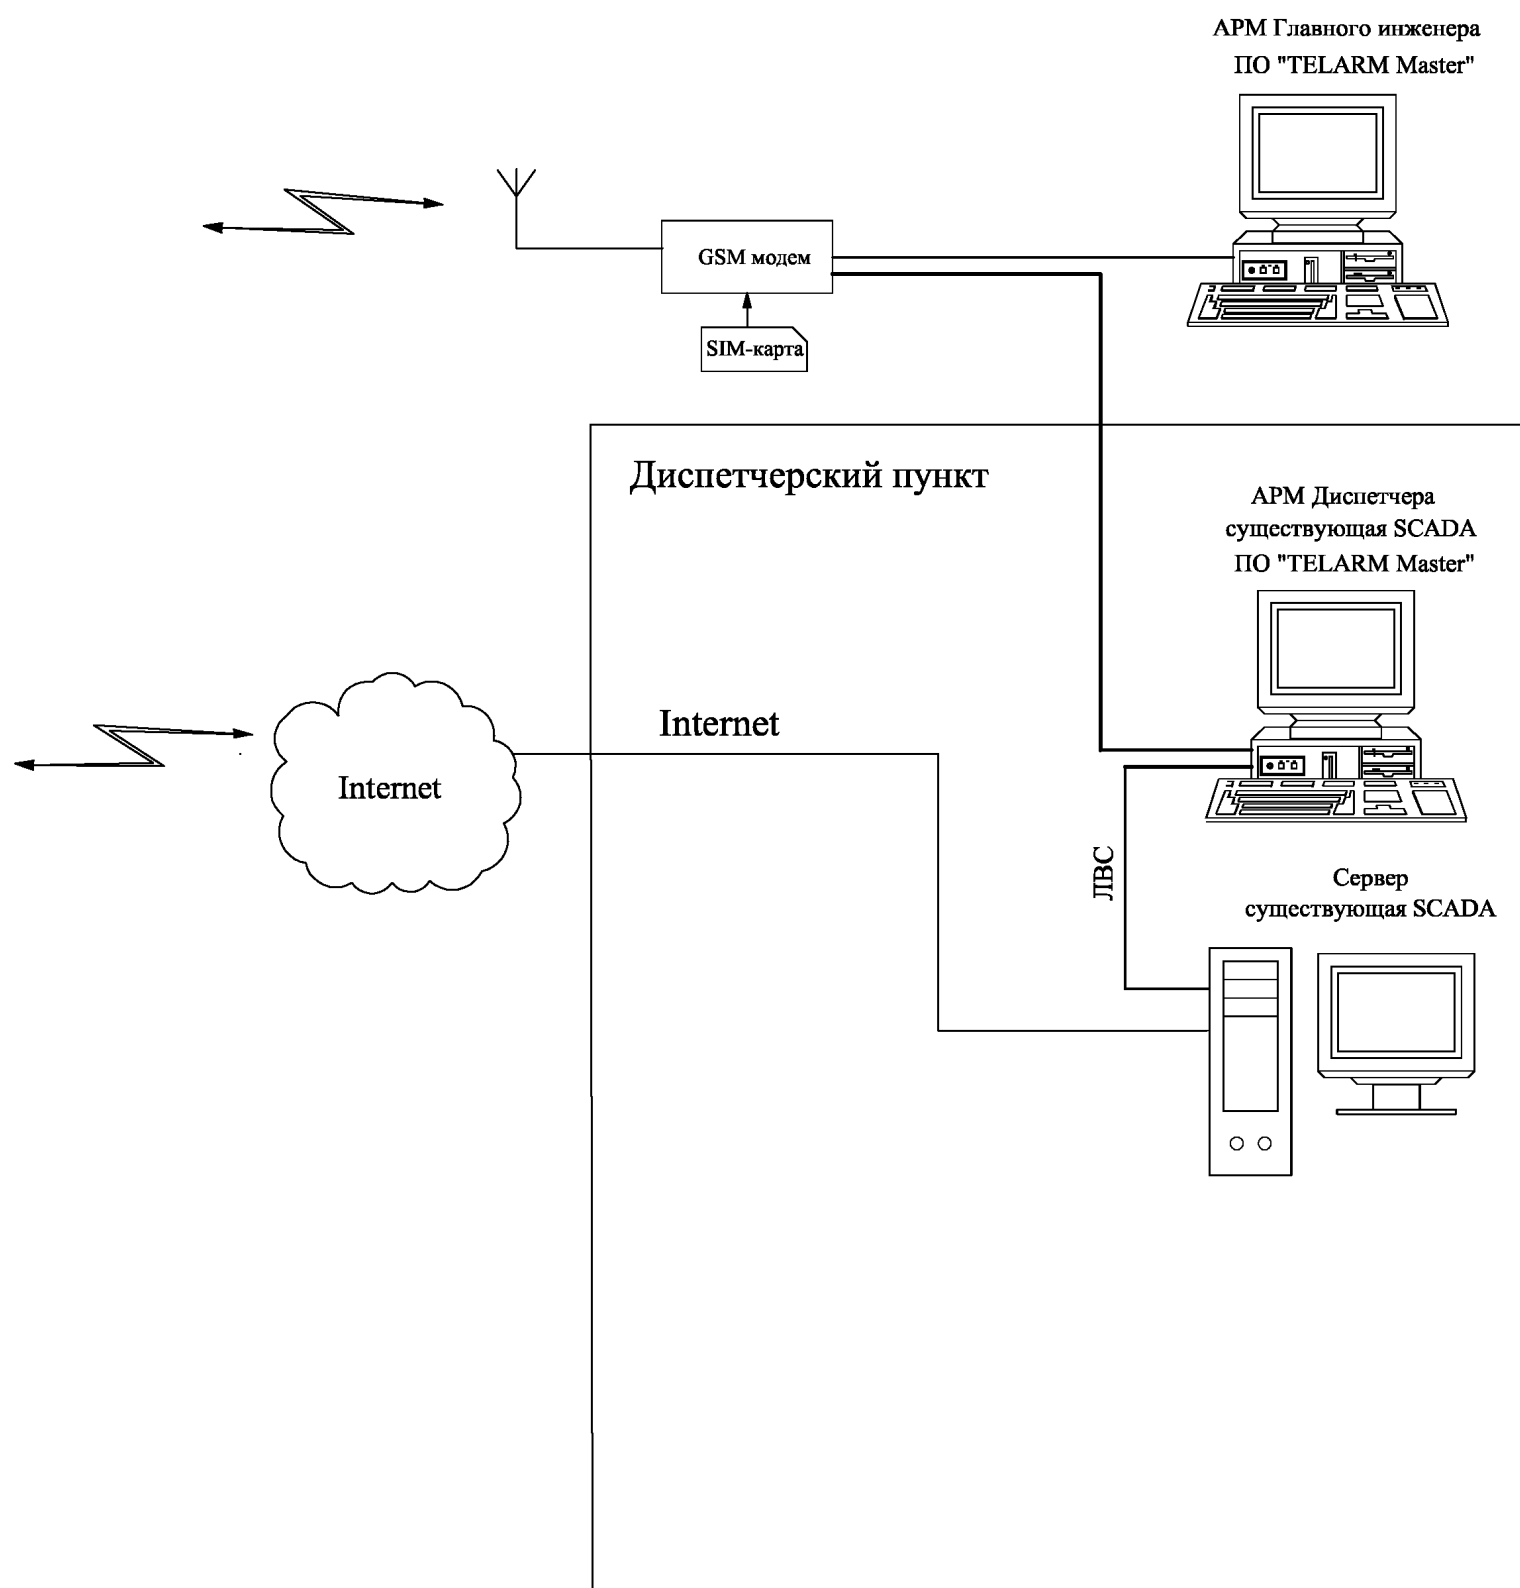 АРМ Главного инженера
ПО "TELARM Master"
GSM модем
SIM-карта
Диспетчерский пункт
АРМ Диспетчера
существующая SCADA
ПО "TELARM Master"
Internet
Internet
ЛВС
Сервер
существующая SCADA